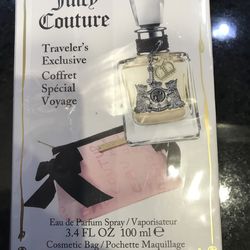 Juicy
Couture
Traveler's
Exclusive
Coffret
Spécial
Voyage
Eau de Parfum Spray / Vaporisateur
3.4 FL OZ 100 ml e
Cosmetic Bag / Pochette Maquillage